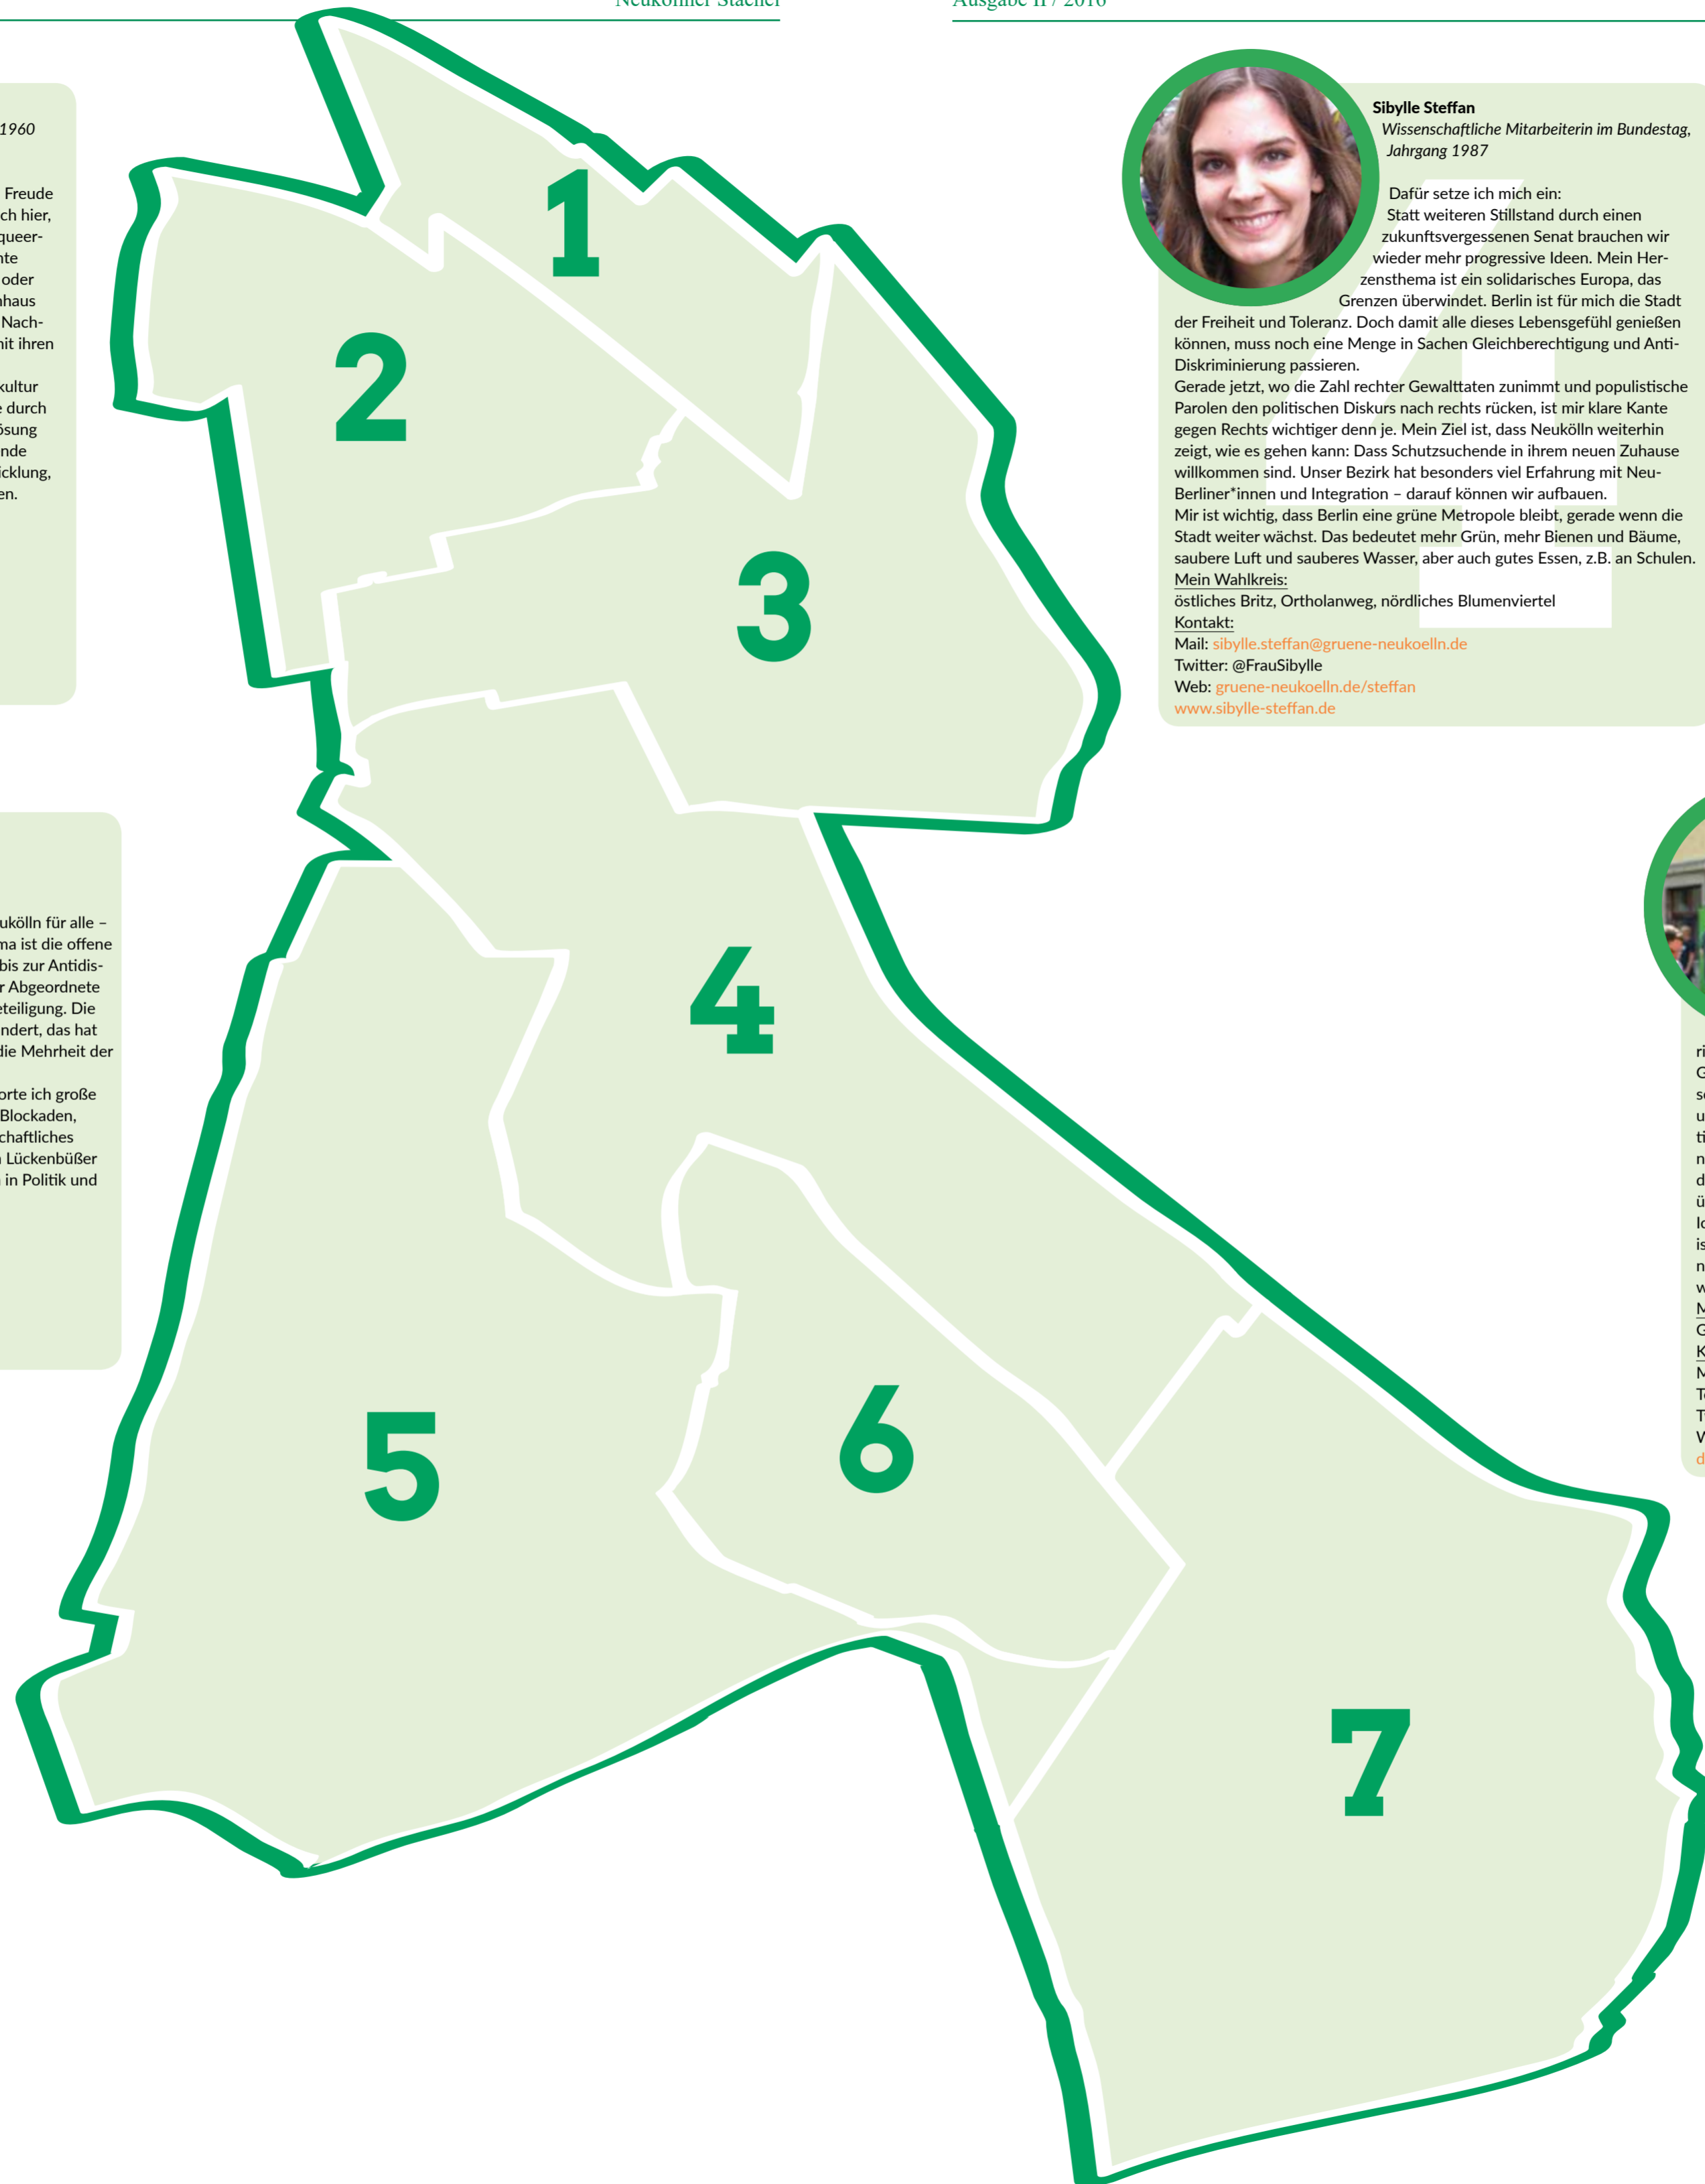 Neuköllner Stachel
Ausgabe II / 2016
1960
Freude
ch hier,
queer-
nte
oder
nhaus
Nach-
nit ihren
kultur
e durch
ösung
nde
icklung,
en.
ukölln für alle –
ma ist die offene
bis zur Antidis-
r Abgeordnete
eteiligung. Die
ndert, das hat
die Mehrheit der
orte ich große
Blockaden,
chaftliches
Lückenbüßer
in Politik und
1
2
3
4
5
6
7
Sibylle Steffan
Wissenschaftliche Mitarbeiterin im Bundestag,
Jahrgang 1987
4
Dafür setze ich mich ein:
Statt weiteren Stillstand durch einen
zukunftsvergessenen Senat brauchen wir
wieder mehr progressive Ideen. Mein Her-
zensthema ist ein solidarisches Europa, das
Grenzen überwindet. Berlin ist für mich die Stadt
der Freiheit und Toleranz. Doch damit alle dieses Lebensgefühl genießen
können, muss noch eine Menge in Sachen Gleichberechtigung und Anti-
Diskriminierung passieren.
Gerade jetzt, wo die Zahl rechter Gewalttaten zunimmt und populistische
Parolen den politischen Diskurs nach rechts rücken, ist mir klare Kante
gegen Rechts wichtiger denn je. Mein Ziel ist, dass Neukölln weiterhin
zeigt, wie es gehen kann: Dass Schutzsuchende in ihrem neuen Zuhause
willkommen sind. Unser Bezirk hat besonders viel Erfahrung mit Neu-
Berliner*innen und Integration – darauf können wir aufbauen.
Mir ist wichtig, dass Berlin eine grüne Metropole bleibt, gerade wenn die
Stadt weiter wächst. Das bedeutet mehr Grün, mehr Bienen und Bäume,
saubere Luft und sauberes Wasser, aber auch gutes Essen, z.B. an Schulen.
Mein Wahlkreis:
östliches Britz, Ortholanweg, nördliches Blumenviertel
Kontakt:
Mail: sibylle.steffan@gruene-neukoelln.de
Twitter: @FrauSibylle
Web: gruene-neukoelln.de/steffan
www.sibylle-steffan.de